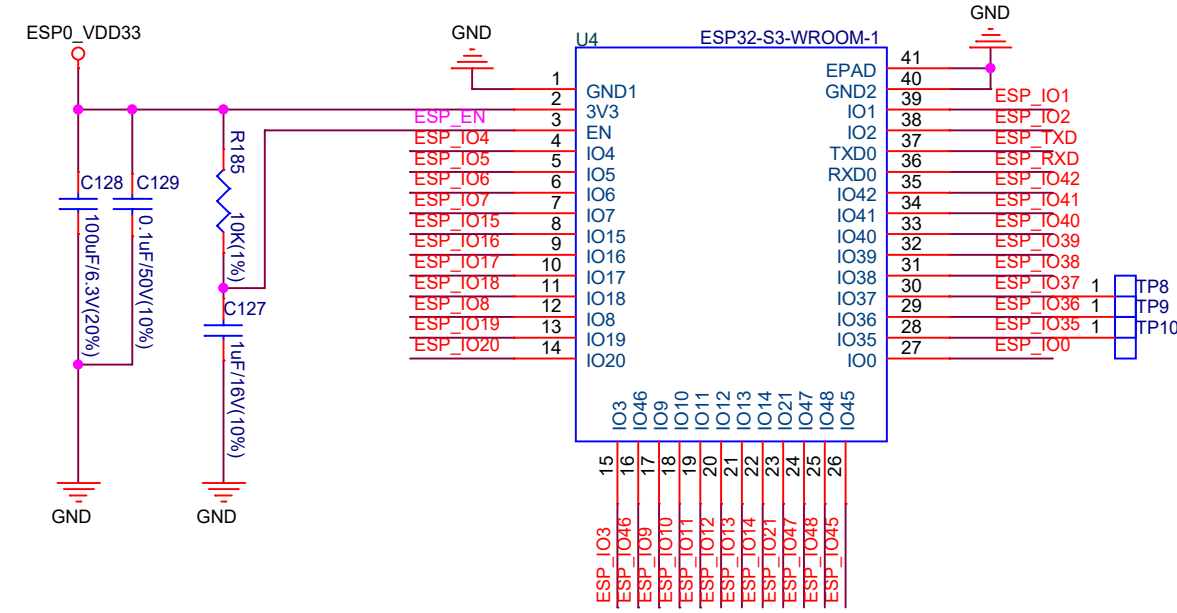 ESP0_VDD33
GND
GND
U4
ESP32-S3-WROOM-1
1
GND1
2
3V3
ESP_EN
3
EN
ESP_IO4
4
IO4
ESP_IO5
5
IO5
ESP_IO6
6
IO6
ESP_IO7
7
IO7
ESP_IO15
8
IO15
ESP_IO16
9
IO16
ESP_IO17
10
IO17
ESP_IO18
11
IO18
ESP_IO8
12
IO8
ESP_IO19
13
IO19
ESP_IO20
14
IO20
EPAD
41
GND2
40
IO1
39
ESP_IO1
IO2
38
ESP_IO2
TXD0
37
ESP_TXD
RXD0
36
ESP_RXD
IO42
35
ESP_IO42
IO41
34
ESP_IO41
IO40
33
ESP_IO40
IO39
32
ESP_IO39
IO38
31
ESP_IO38
IO37
30
ESP_IO37
1
TP8
IO36
29
ESP_IO36
1
TP9
IO35
28
ESP_IO35
1
TP10
IO0
27
ESP_IO0
R185
10K(1%)
C128
100uF/6.3V(20%)
C129
0.1uF/50V(10%)
C127
1uF/16V(10%)
GND
GND
IO3
IO46
IO9
IO10
IO11
IO12
IO13
IO14
IO21
IO47
IO48
IO45
15
16
17
18
19
20
21
22
23
24
25
26
ESP_IO3
ESP_IO46
ESP_IO9
ESP_IO10
ESP_IO11
ESP_IO12
ESP_IO13
ESP_IO14
ESP_IO21
ESP_IO47
ESP_IO48
ESP_IO45